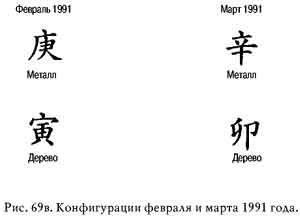 Февраль 1991 Март 1991
庚 辛
Металл Металл
寅 卯
Дерево Дерево
Рис. 69в. Конфигурации февраля и марта 1991 года.